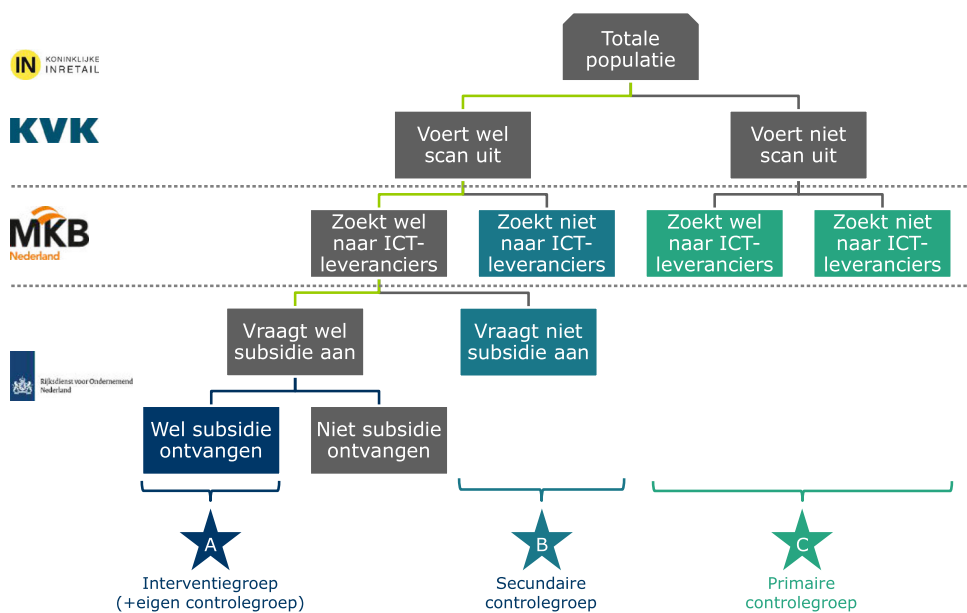 Totale
populatie
IN KONINKLIJKE
INRETAIL
KVK
Voert wel
scan uit
Voert niet
scan uit
MKB
Nederland
Zoekt wel
naar ICT-
leveranciers
Zoekt niet
naar ICT-
leveranciers
Zoekt wel
naar ICT-
leveranciers
Zoekt niet
naar ICT-
leveranciers
Vraagt wel
subsidie aan
Vraagt niet
subsidie aan
Rijksdienst voor Ondernemend
Nederland
Wel subsidie
ontvangen
Niet subsidie
ontvangen
A
B
C
Interventiegroep
(+eigen controlegroep)
Secundaire
controlegroep
Primaire
controlegroep